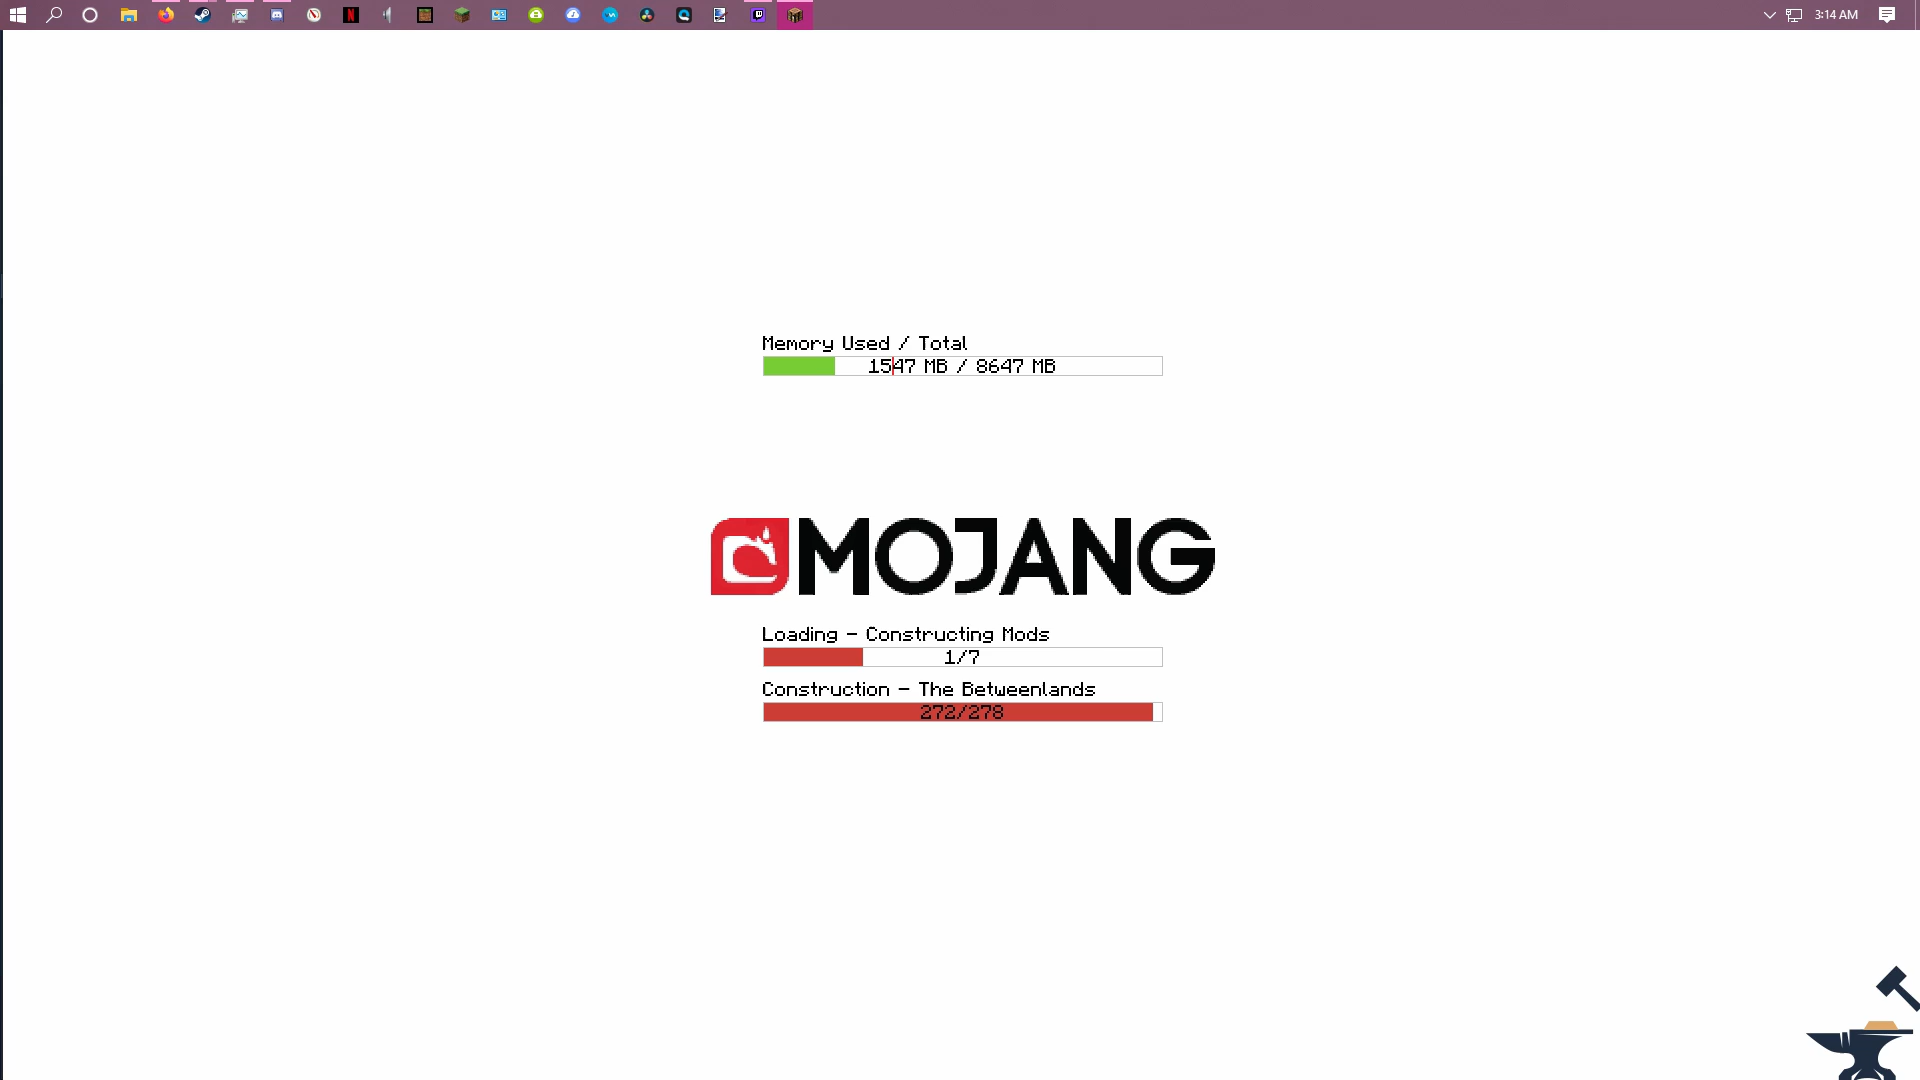 3:14 AM
Memory Used / Total
1547 MB / 8647 MB
MOJANG
Loading - Constructing Mods
1/7
Construction - The Betweenlands
272/278